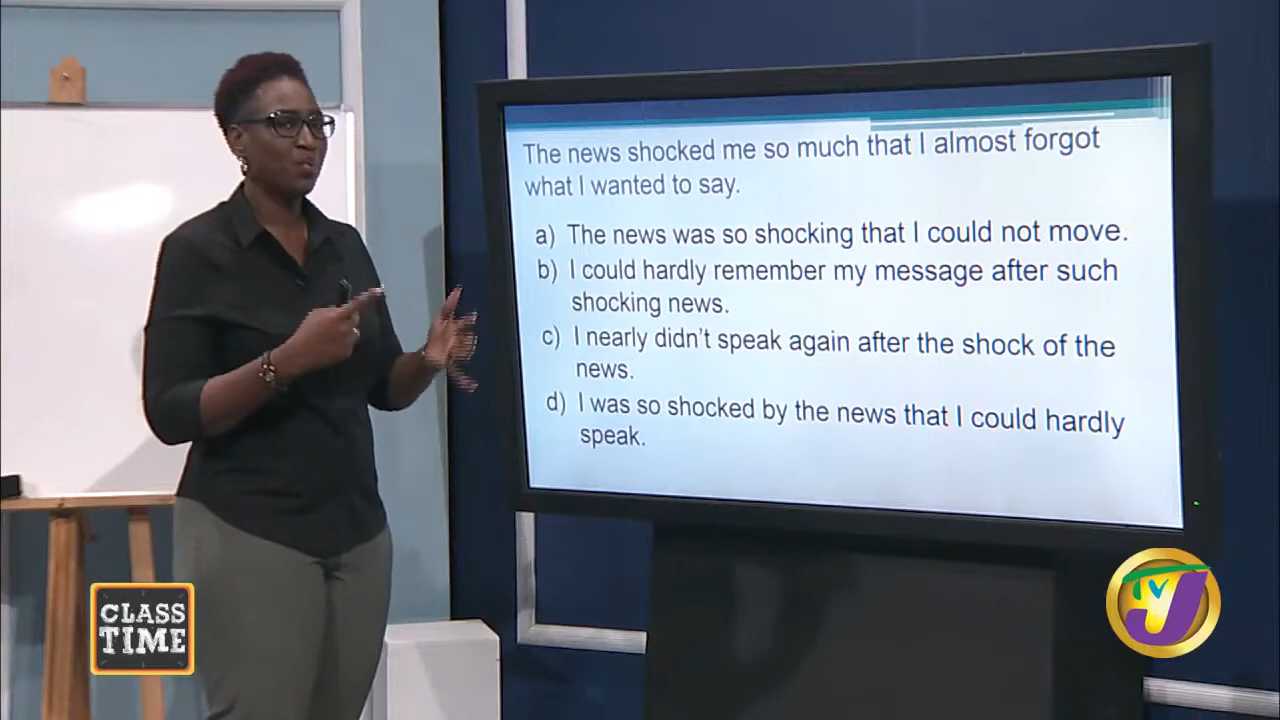 The news shocked me so much that I almost forgot
what I wanted to say.
a) The news was so shocking that I could not move.
b) I could hardly remember my message after such
shocking news.
c) I nearly didn't speak again after the shock of the
news.
d) I was so shocked by the news that I could hardly
speak.
CLASS
TIME
TVJ